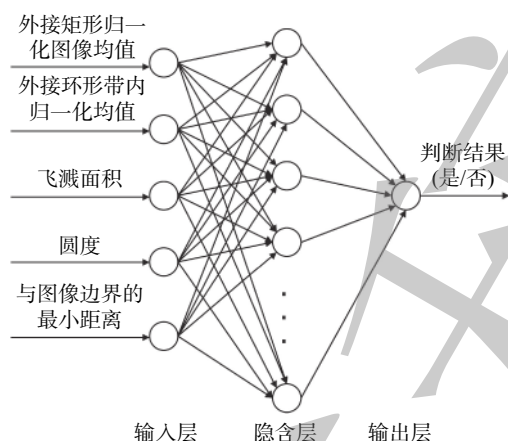 外接矩形归一
化图像均值
外接环形带内
归一化均值
飞溅面积
圆度
与图像边界的
最小距离
判断结果
(是/否)
输入层
隐含层
输出层